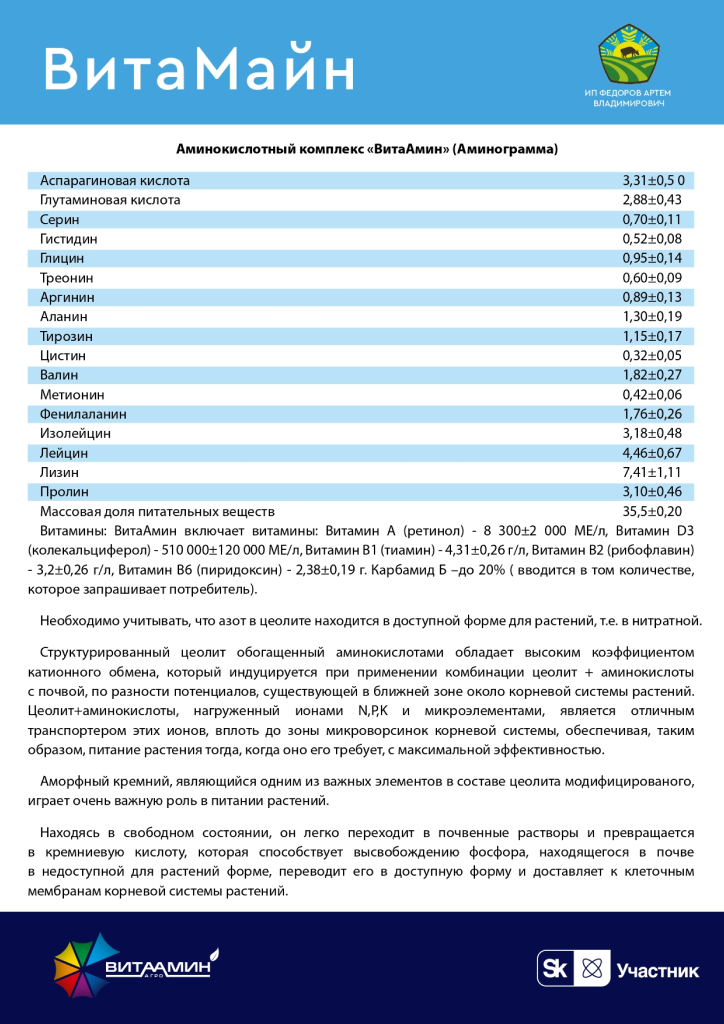 ВитаМайн
ИП ФЕДОРОВ АРТЕМ
ВЛАДИМИРОВИЧ
Аминокислотный комплекс «ВитаАмин» (Аминограмма)
Аспарагиновая кислота 3,31±0,5 0
Глутаминовая кислота 2,88±0,43
Серин 0,70±0,11
Гистидин 0,52±0,08
Глицин 0,95±0,14
Треонин 0,60±0,09
Аргинин 0,89±0,13
Аланин 1,30±0,19
Тирозин 1,15±0,17
Цистин 0,32±0,05
Валин 1,82±0,27
Метионин 0,42±0,06
Фенилаланин 1,76±0,26
Изолейцин 3,18±0,48
Лейцин 4,46±0,67
Лизин 7,41±1,11
Пролин 3,10±0,46
Массовая доля питательных веществ 35,5±0,20
Витамины: ВитаАмин включает витамины: Витамин А (ретинол) - 8 300±2 000 МЕ/л, Витамин D3
(колекальциферол) - 510 000±120 000 МЕ/л, Витамин В1 (тиамин) - 4,31±0,26 г/л, Витамин В2 (рибофлавин)
- 3,2±0,26 г/л, Витамин В6 (пиридоксин) - 2,38±0,19 г. Карбамид Б –до 20% ( вводится в том количестве,
которое запрашивает потребитель).
Необходимо учитывать, что азот в цеолите находится в доступной форме для растений, т.е. в нитратной.
Структурированный цеолит обогащенный аминокислотами обладает высоким коэффициентом
катионного обмена, который индуцируется при применении комбинации цеолит + аминокислоты
с почвой, по разности потенциалов, существующей в ближней зоне около корневой системы растений.
Цеолит+аминокислоты, нагруженный ионами N,P,K и микроэлементами, является отличным
транспортером этих ионов, вплоть до зоны микроворсинок корневой системы, обеспечивая, таким
образом, питание растения тогда, когда оно его требует, с максимальной эффективностью.
Аморфный кремний, являющийся одним из важных элементов в составе цеолита модифицированого,
играет очень важную роль в питании растений.
Находясь в свободном состоянии, он легко переходит в почвенные растворы и превращается
в кремниевую кислоту, которая способствует высвобождению фосфора, находящегося в почве
в недоступной для растений форме, переводит его в доступную форму и доставляет к клеточным
мембранам корневой системы растений.
ВИТААМИН
АГРО
Sk Участник